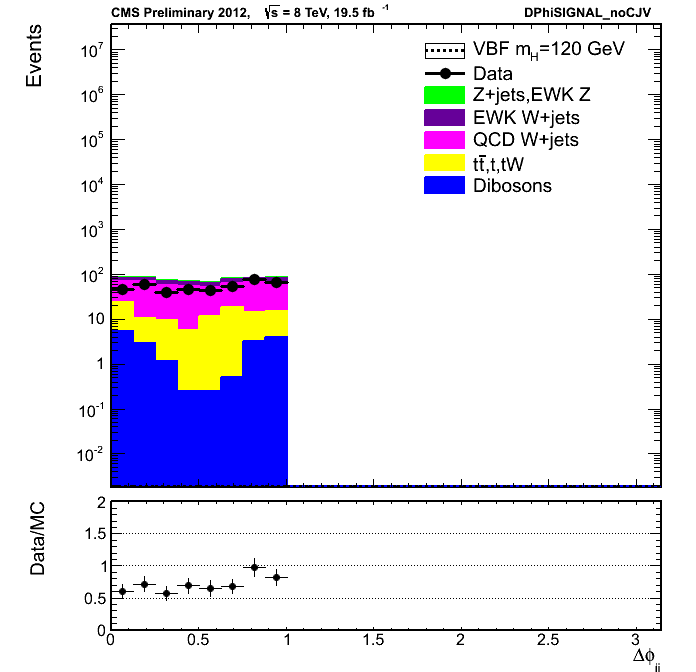 CMS Preliminary 2012, √s = 8 TeV, 19.5 fb⁻¹ DPhiSIGNAL_noCJV
Events
10⁷
10⁶
10⁵
10⁴
10³
10²
10
1
10⁻¹
10⁻²
VBF m_H=120 GeV
Data
Z+jets,EWK Z
EWK W+jets
QCD W+jets
tt̄,t,tW
Dibosons
Data/MC
2
1.5
1
0.5
0
0 0.5 1 1.5 2 2.5 3
Δϕ_jj